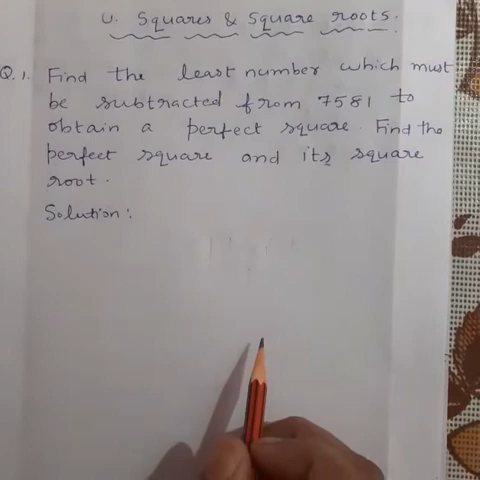 U. Squares & Square roots.
Q.1. Find the least number which must
be subtracted from 7581 to
obtain a perfect square. Find the
perfect square and its square
root.
Solution: